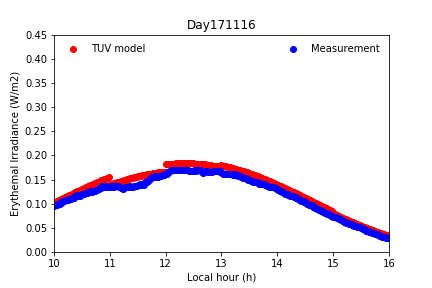 Day171116
TUV model
Measurement
Erythemal Irradiance (W/m2)
0.45
0.40
0.35
0.30
0.25
0.20
0.15
0.10
0.05
0.00
10 11 12 13 14 15 16
Local hour (h)